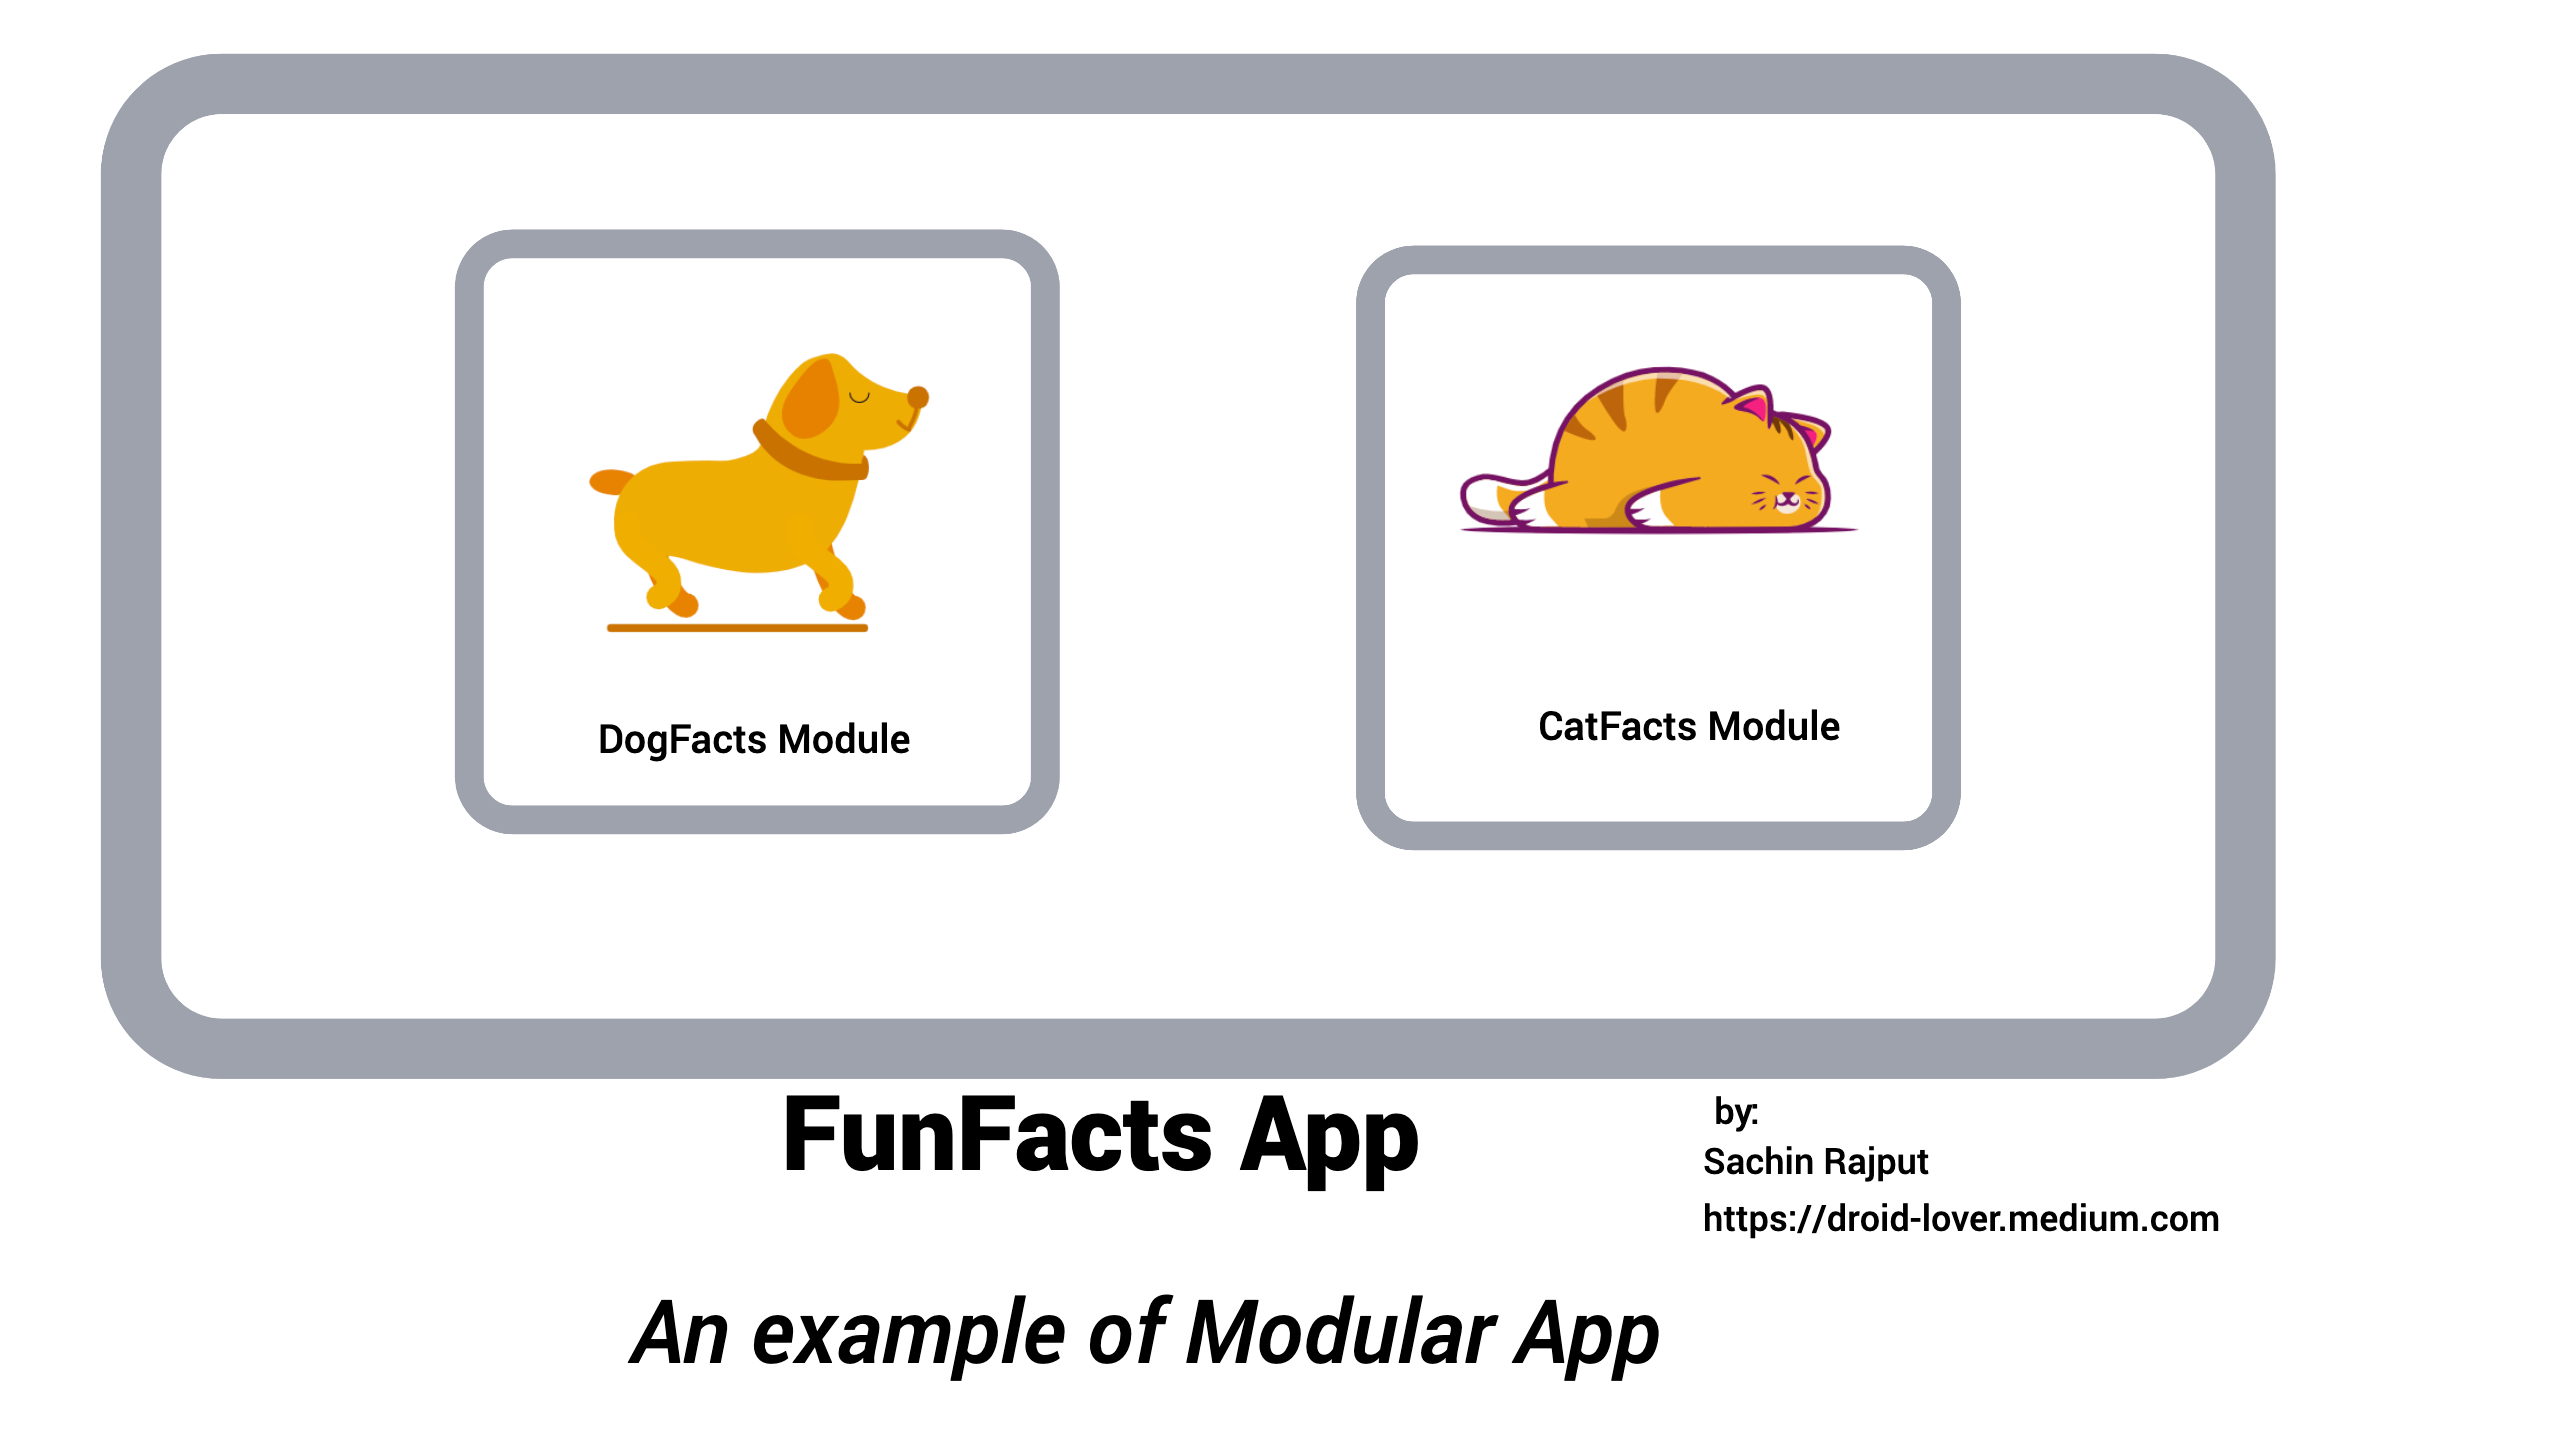 DogFacts Module
CatFacts Module
FunFacts App
by:
Sachin Rajput
https://droid-lover.medium.com
An example of Modular App